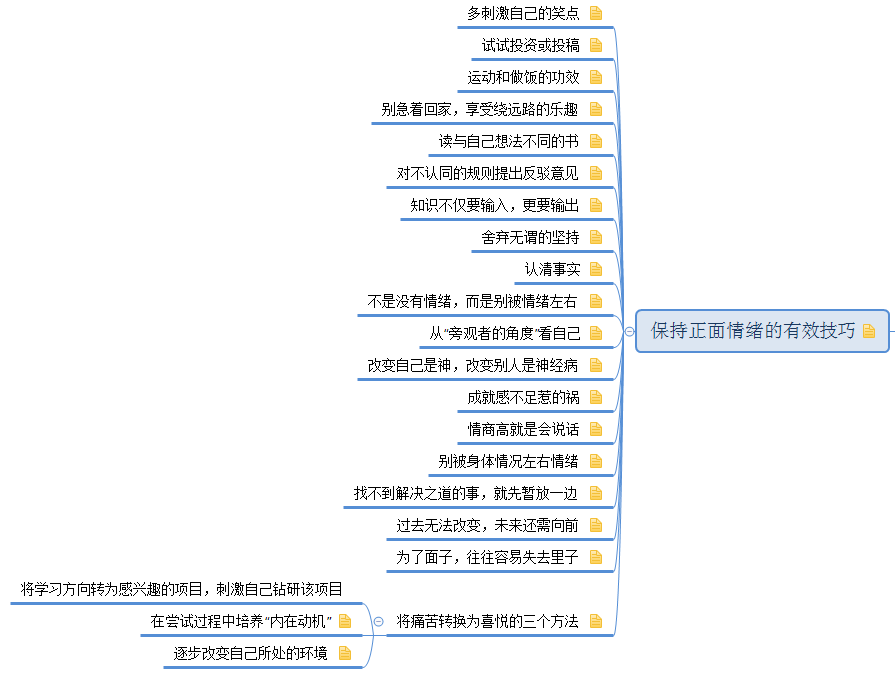 多刺激自己的笑点
试试投资或投稿
运动和做饭的功效
别急着回家，享受绕远路的乐趣
读与自己想法不同的书
对不认同的规则提出反驳意见
知识不仅要输入，更要输出
舍弃无谓的坚持
认清事实
不是没有情绪，而是别被情绪左右
从“旁观者的角度”看自己
保持正面情绪的有效技巧
改变自己是神，改变别人是神经病
成就感不足惹的祸
情商高就是会说话
别被身体情况左右情绪
找不到解决之道的事，就先暂放一边
过去无法改变，未来还需向前
为了面子，往往容易失去里子
将痛苦转换为喜悦的三个方法
将学习方向转为感兴趣的项目，刺激自己钻研该项目
在尝试过程中培养“内在动机”
逐步改变自己所处的环境